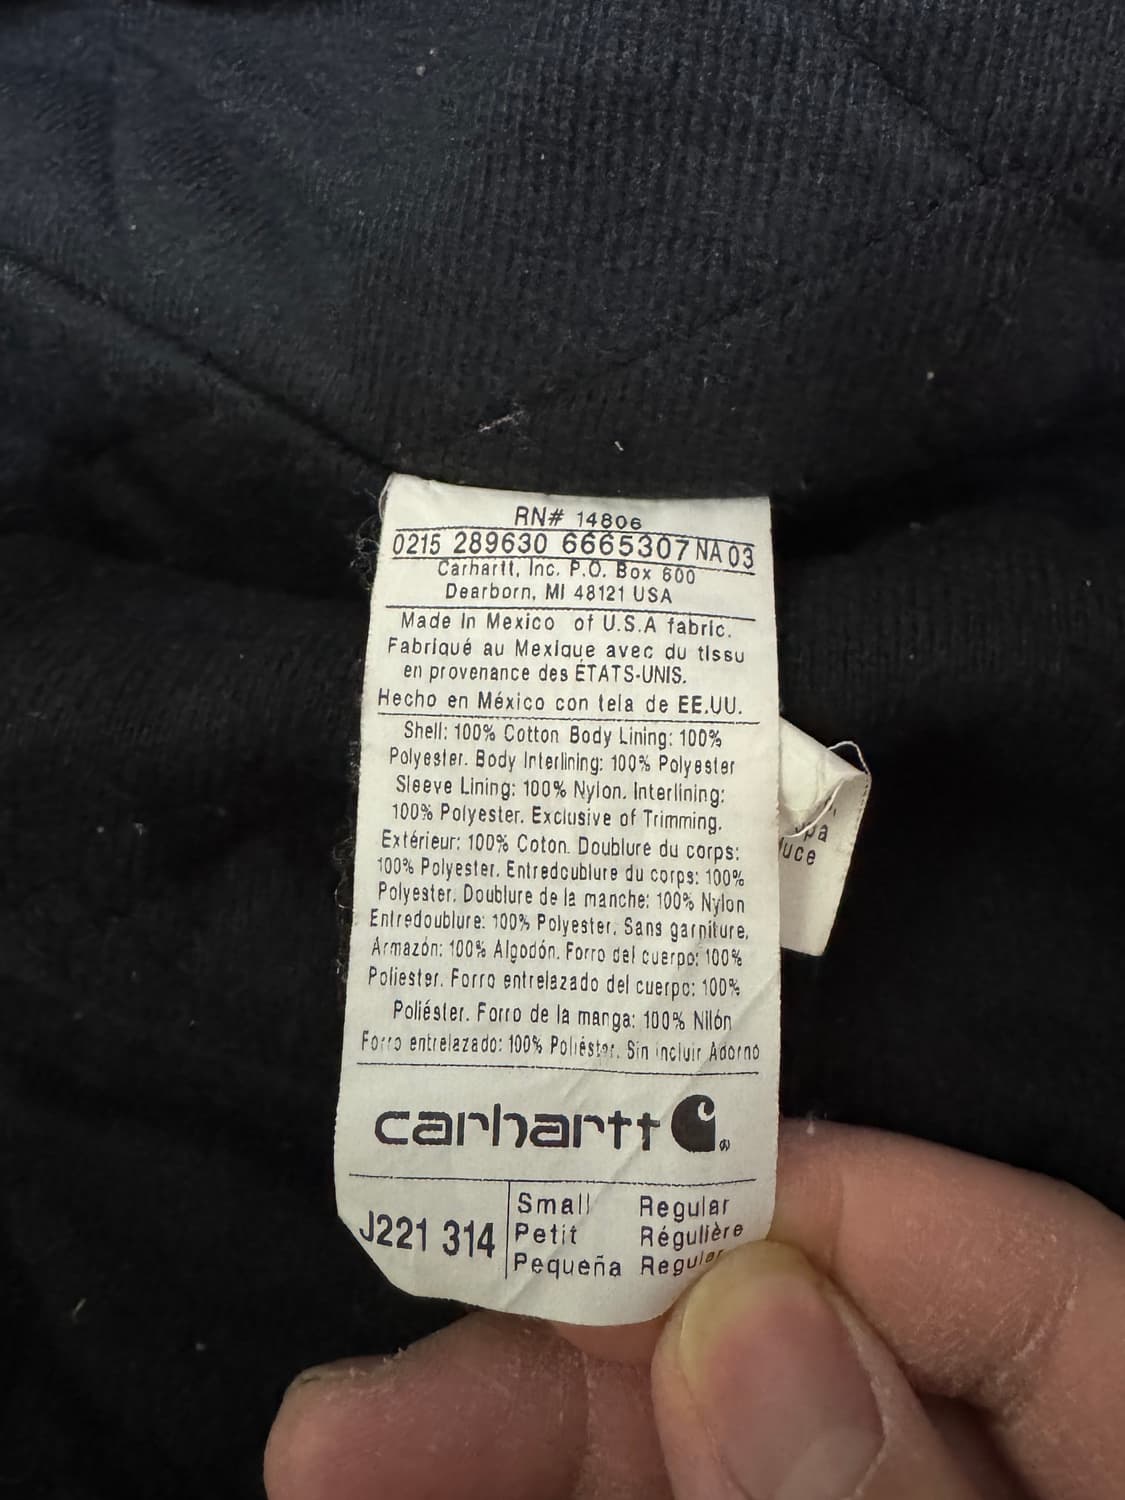 RN# 14806
0215 289630 6665307 NA 03
Carhartt, Inc. P.O. Box 600
Dearborn, MI 48121 USA
Made In Mexico of U.S.A fabric.
Fabriqué au Mexique avec du tissu
en provenance des ÉTATS-UNIS.
Hecho en México con tela de EE.UU.
Shell: 100% Cotton Body Lining: 100%
Polyester. Body Interlining: 100% Polyester
Sleeve Lining: 100% Nylon. Interlining:
100% Polyester. Exclusive of Trimming.
Extérieur: 100% Coton. Doublure du corps:
100% Polyester. Entredoublure du corps: 100%
Polyester. Doublure de la manche: 100% Nylon
Entredoublure: 100% Polyester. Sans garniture.
Armazón: 100% Algodón. Forro del cuerpo: 100%
Poliester. Forro entrelazado del cuerpo: 100%
Poliéster. Forro de la manga: 100% Nilón
Forro entrelazado: 100% Poliéster. Sin incluir Adorno
carhartt
J221 314
Small Regular
Petit Régulière
Pequeña Regular